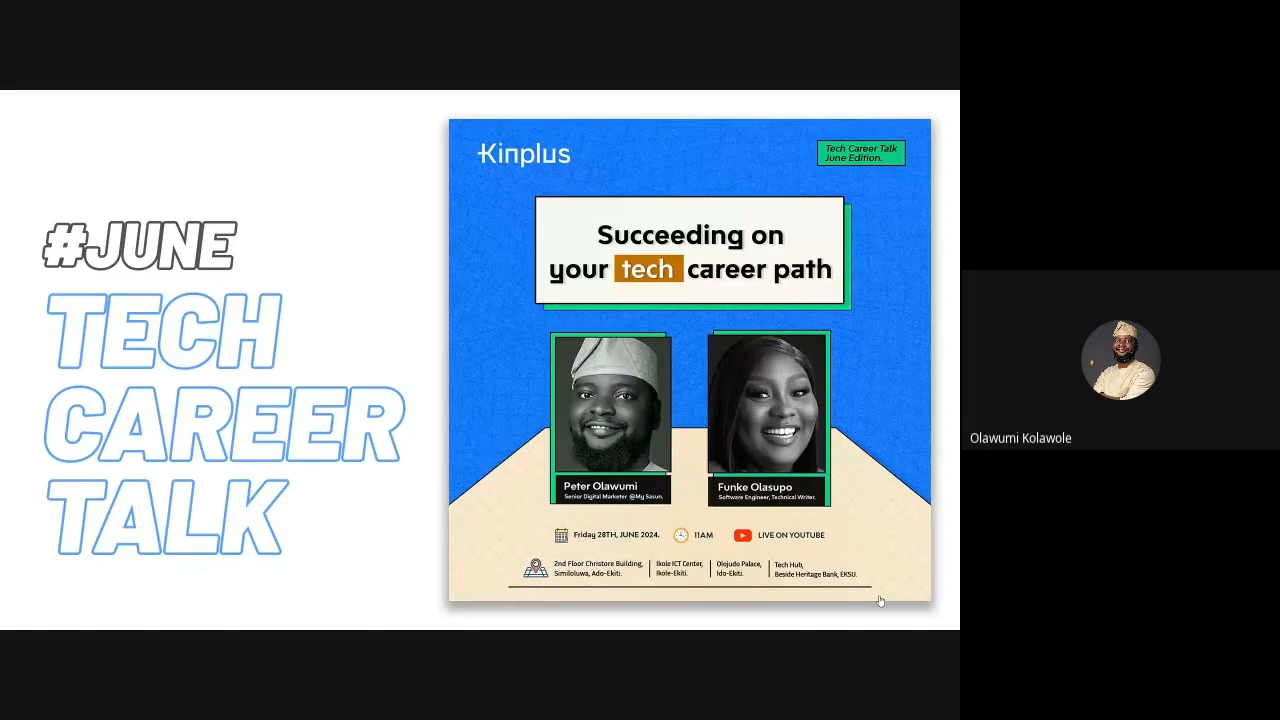 #JUNE
TECH
CAREER
TALK
Kinplus
Tech Career Talk
June Edition.
Succeeding on
your tech career path
Peter Olawumi
Senior Digital Marketer @My Sasun.
Funke Olasupo
Software Engineer, Technical Writer.
Friday 28TH, JUNE 2024.
11AM
LIVE ON YOUTUBE
2nd Floor Christore Building,
Similoluwa, Ado-Ekiti.
Ikole ICT Center,
Ikole-Ekiti.
Olojudo Palace,
Ido-Ekiti.
Tech Hub,
Beside Heritage Bank, EKSU.
Olawumi Kolawole